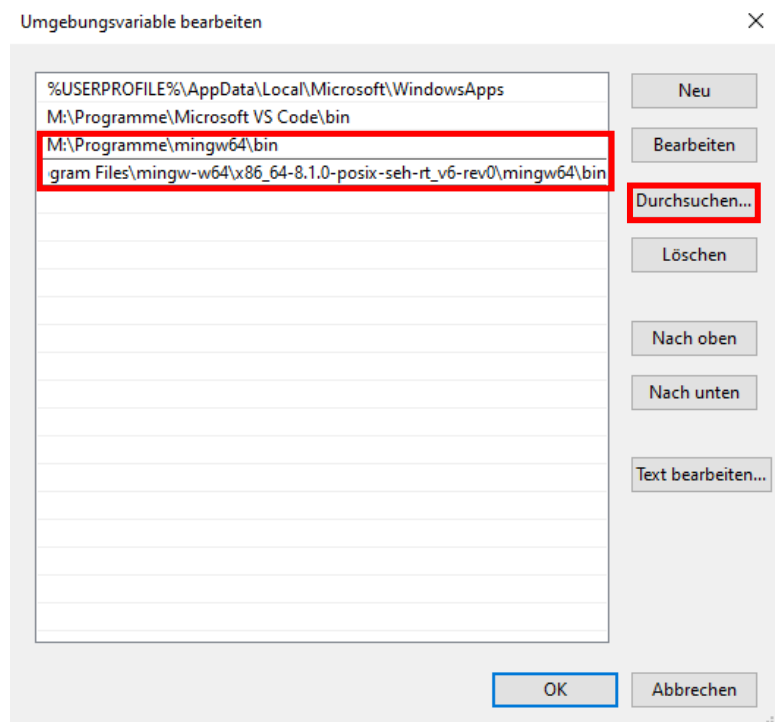 Umgebungsvariable bearbeiten
%USERPROFILE%\AppData\Local\Microsoft\WindowsApps
M:\Programme\Microsoft VS Code\bin
M:\Programme\mingw64\bin
gram Files\mingw-w64\x86_64-8.1.0-posix-seh-rt_v6-rev0\mingw64\bin
Neu
Bearbeiten
Durchsuchen...
Löschen
Nach oben
Nach unten
Text bearbeiten...
OK
Abbrechen